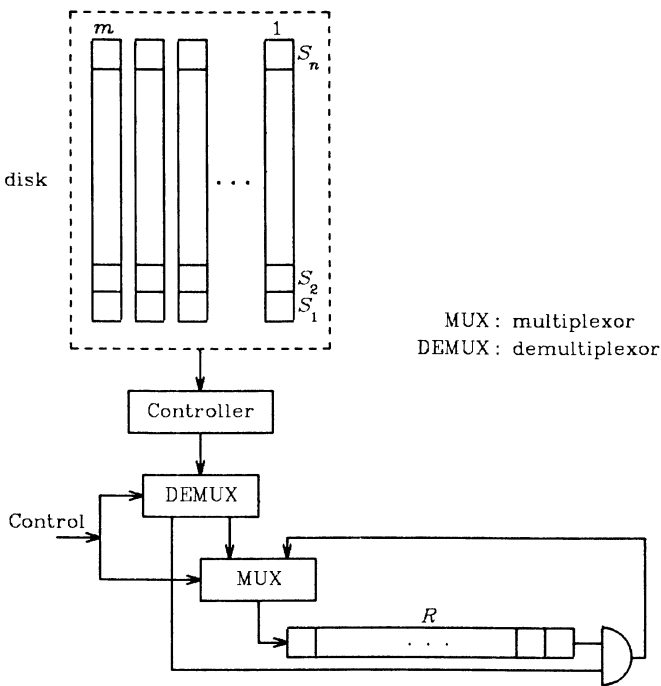 m 1
S_n
disk
. . .
S_2
S_1
MUX : multiplexor
DEMUX : demultiplexor
Controller
DEMUX
Control
MUX
R
. . .